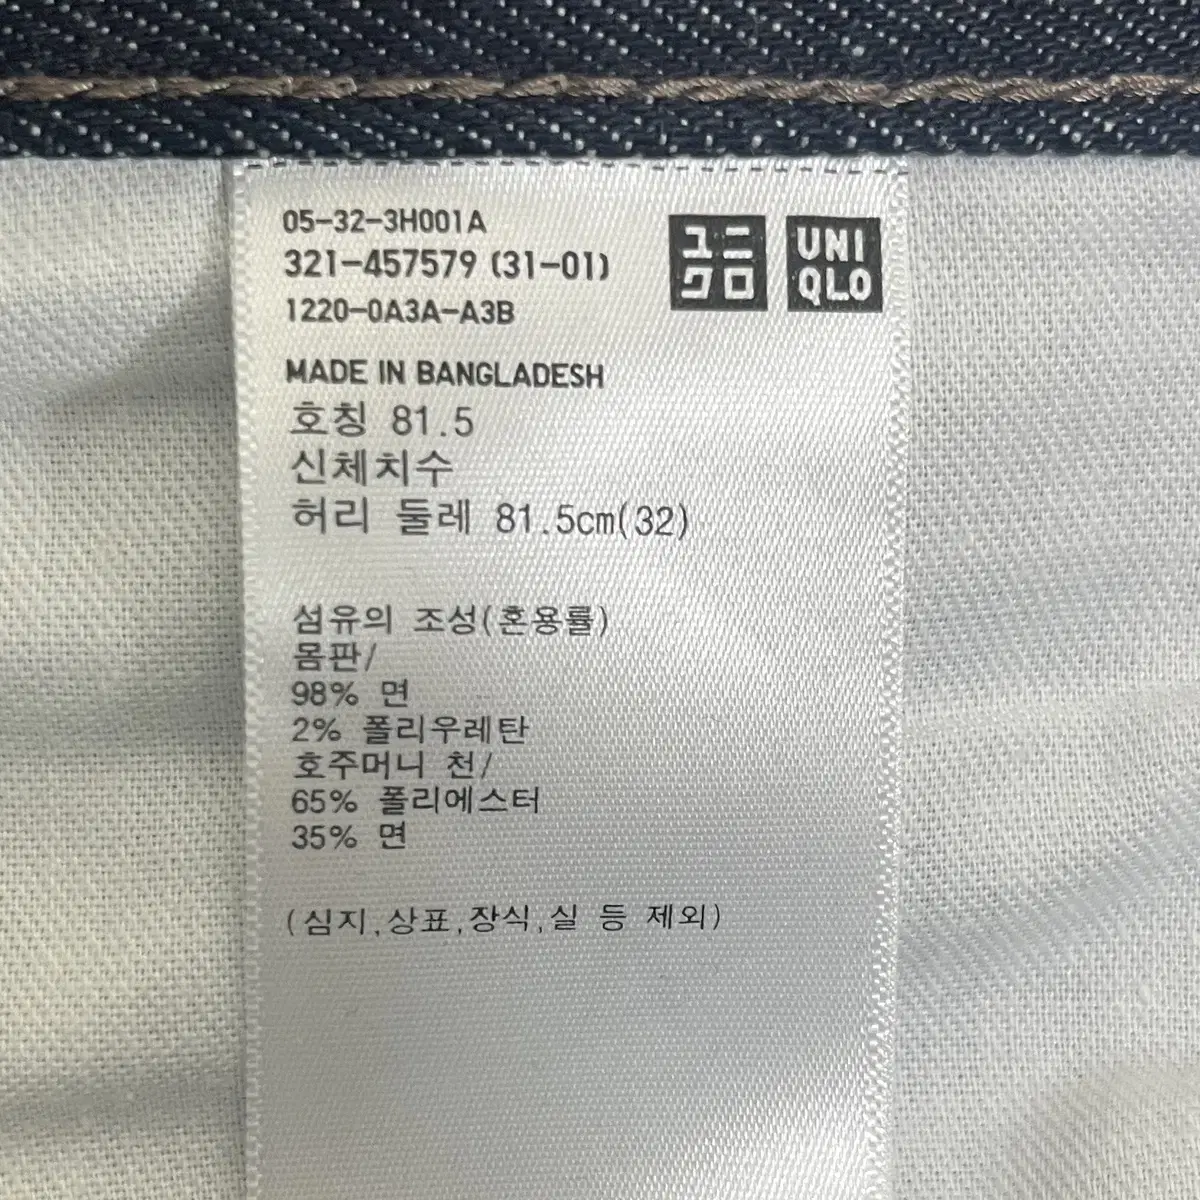 05-32-3H001A
321-457579 (31-01)
1220-0A3A-A3B
ユニ
クロ
UNI
QLO
MADE IN BANGLADESH
호칭 81.5
신체치수
허리 둘레 81.5cm(32)
섬유의 조성(혼용률)
몸판/
98% 면
2% 폴리우레탄
호주머니 천/
65% 폴리에스터
35% 면
(심지,상표,장식,실 등 제외)